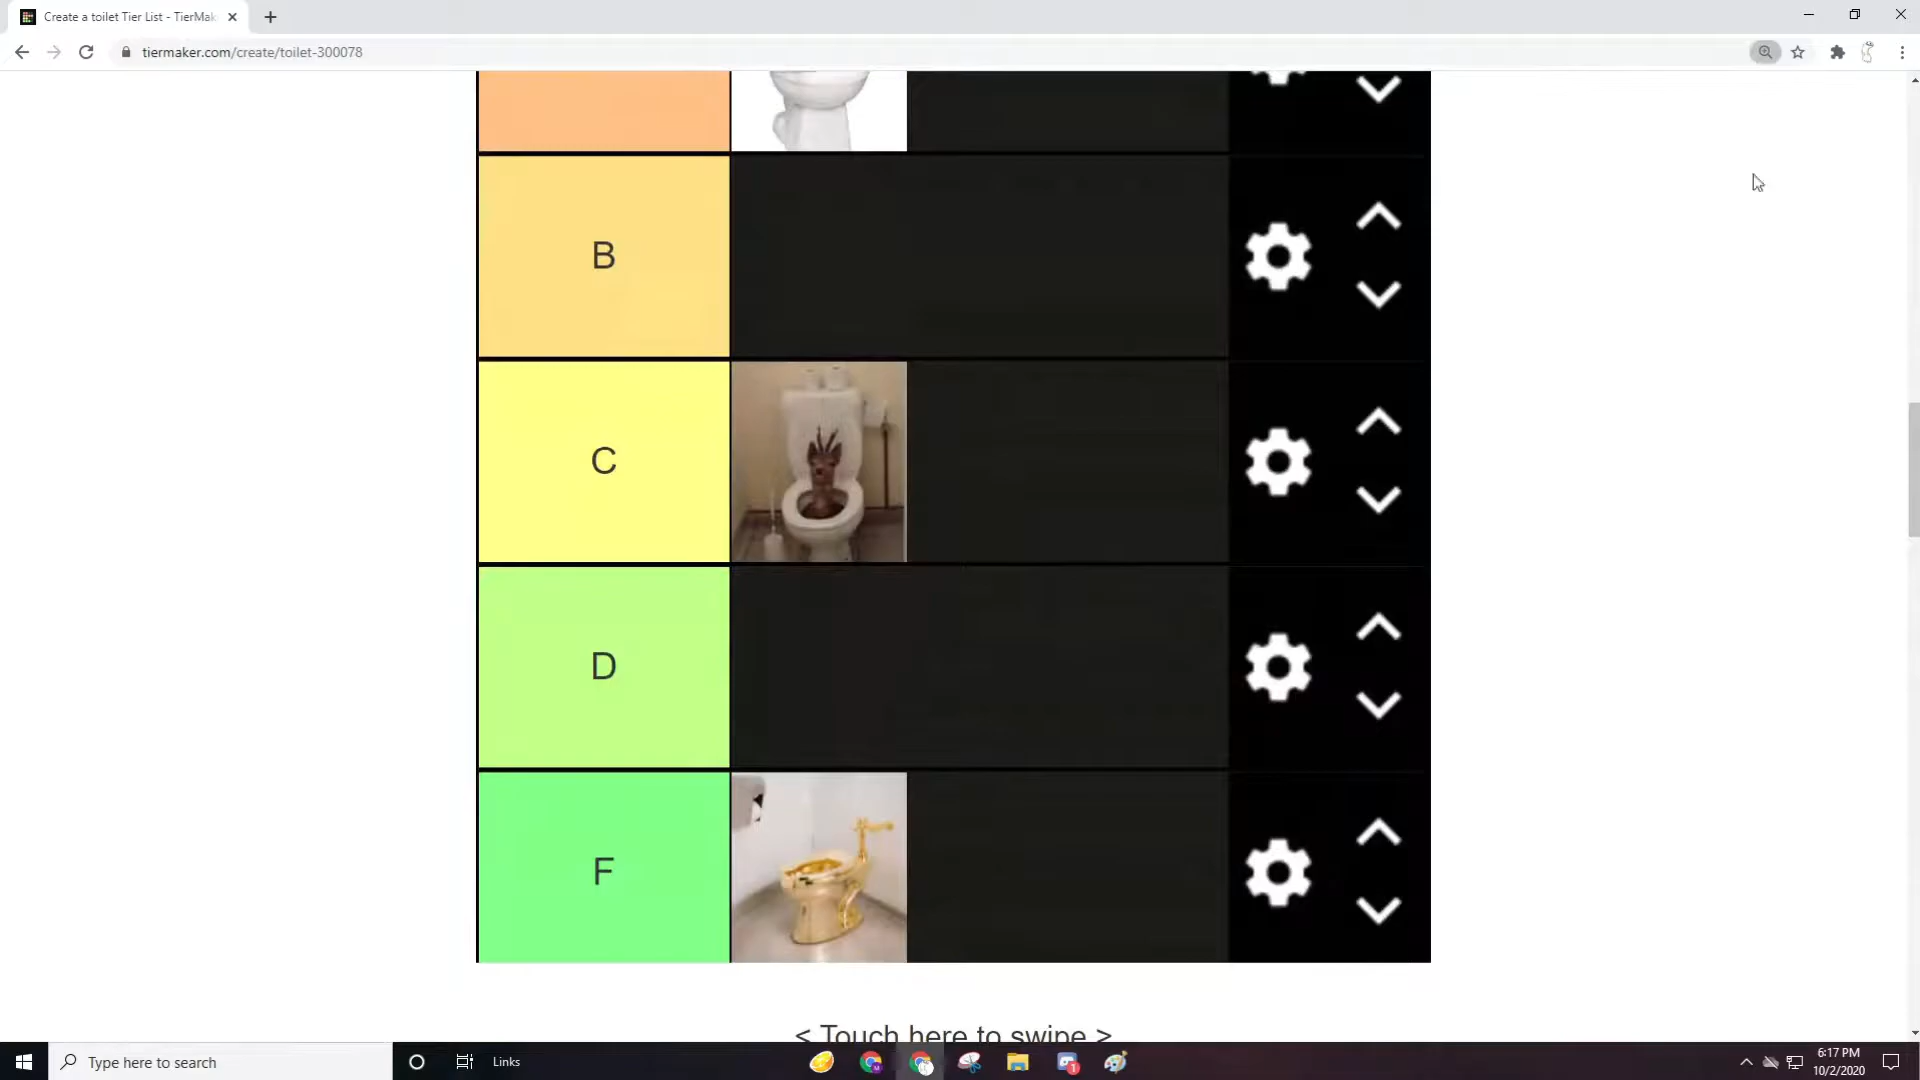 Create a toilet Tier List - TierMak
tiermaker.com/create/toilet-300078
B
C
D
F
< Touch here to swipe >
Type here to search
Links
1
6:17 PM
10/2/2020